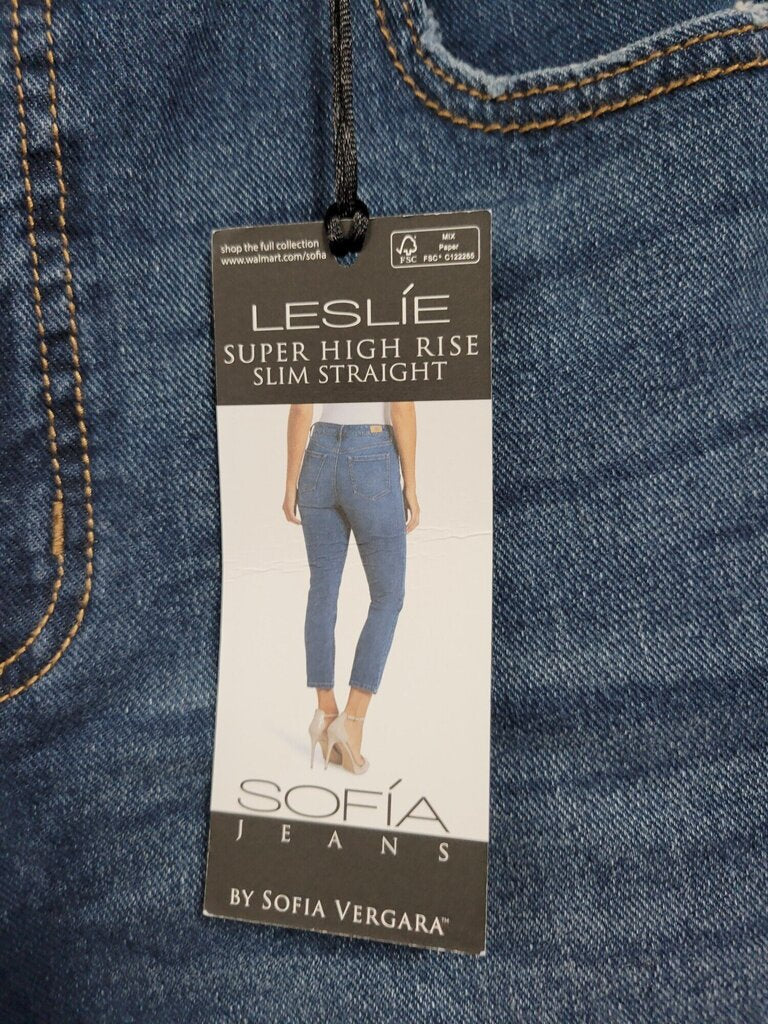 shop the full collection
www.walmart.com/sofia
FSC
MIX
Paper
FSC® C122265
LESLÍE
SUPER HIGH RISE
SLIM STRAIGHT
SOFÍA
JEANS
BY SOFIA VERGARA™